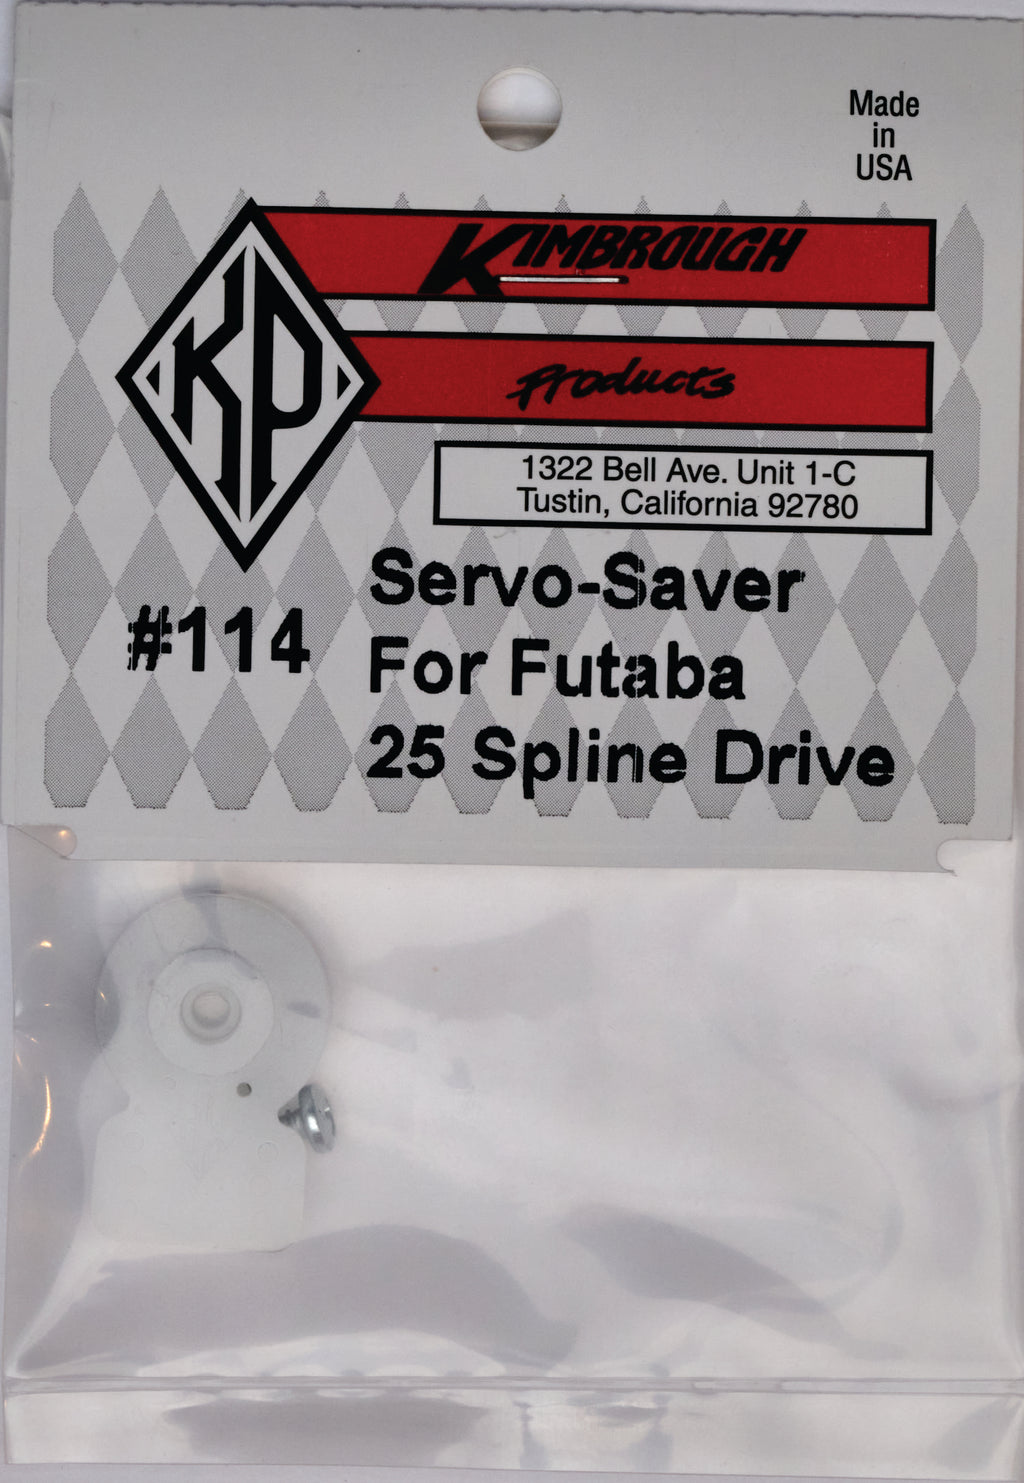 Made
in
USA
KIMBROUGH
Products
KP
1322 Bell Ave. Unit 1-C
Tustin, California 92780
#114
Servo-Saver
For Futaba
25 Spline Drive